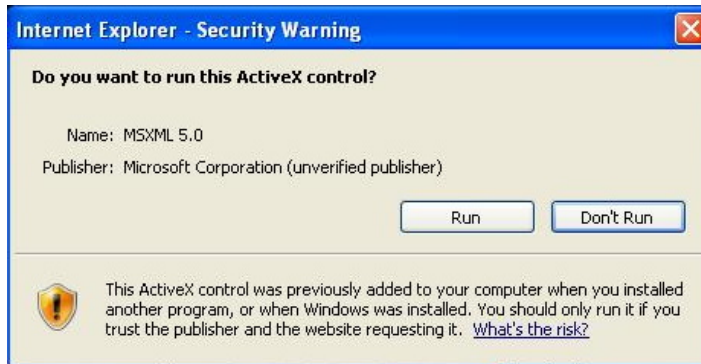 Internet Explorer - Security Warning
Do you want to run this ActiveX control?
Name: MSXML 5.0
Publisher: Microsoft Corporation (unverified publisher)
Run Don't Run
This ActiveX control was previously added to your computer when you installed
another program, or when Windows was installed. You should only run it if you
trust the publisher and the website requesting it. What's the risk?